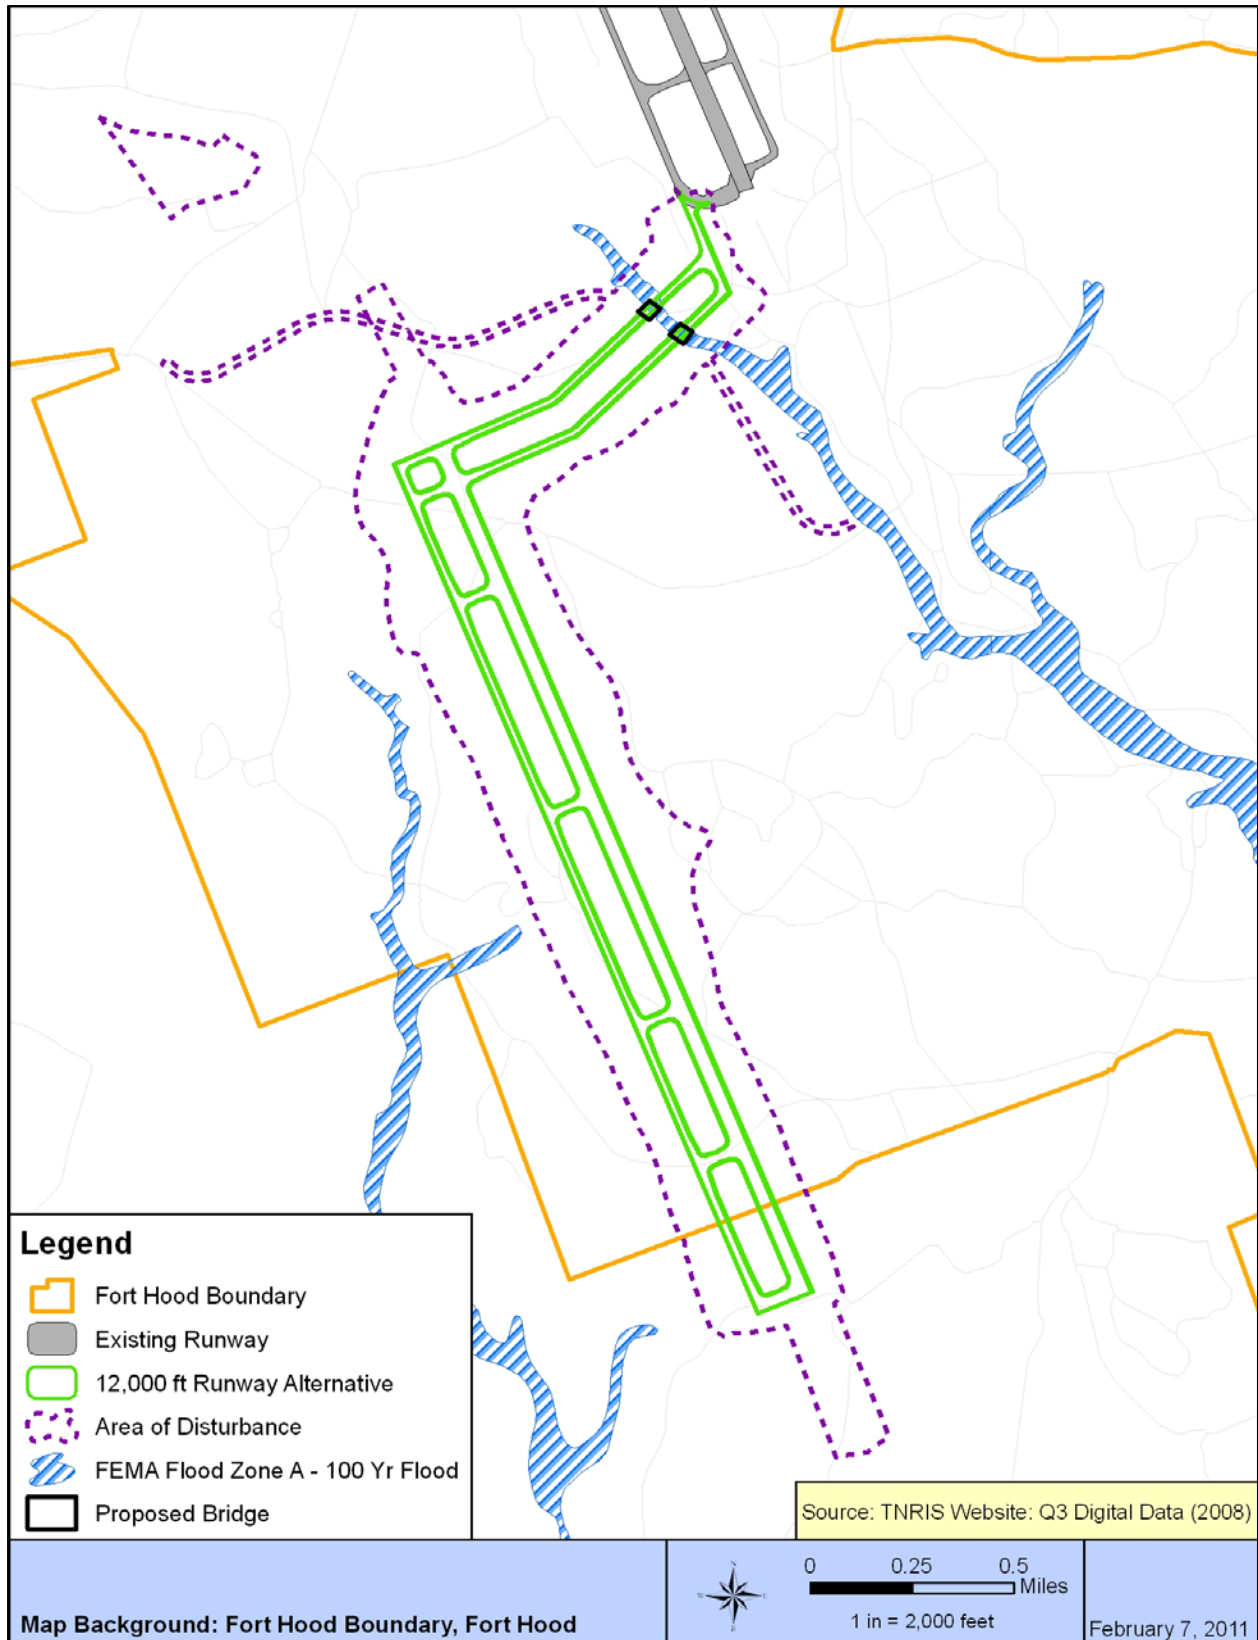 Legend
Fort Hood Boundary
Existing Runway
12,000 ft Runway Alternative
Area of Disturbance
FEMA Flood Zone A - 100 Yr Flood
Proposed Bridge
Source: TNRIS Website: Q3 Digital Data (2008)
Map Background: Fort Hood Boundary, Fort Hood
N
0 0.25 0.5
Miles
1 in = 2,000 feet
February 7, 2011